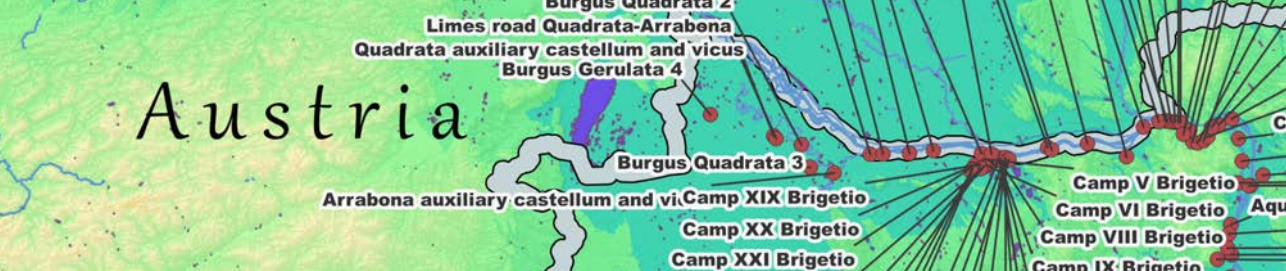 Burgus Quadrata 2
Limes road Quadrata-Arrabona
Quadrata auxiliary castellum and vicus
Burgus Gerulata 4
Austria
Burgus Quadrata 3
Arrabona auxiliary castellum and vi
Camp XIX Brigetio
Camp XX Brigetio
Camp XXI Brigetio
Camp V Brigetio
Camp VI Brigetio
Camp VIII Brigetio
Camp IX Brigetio